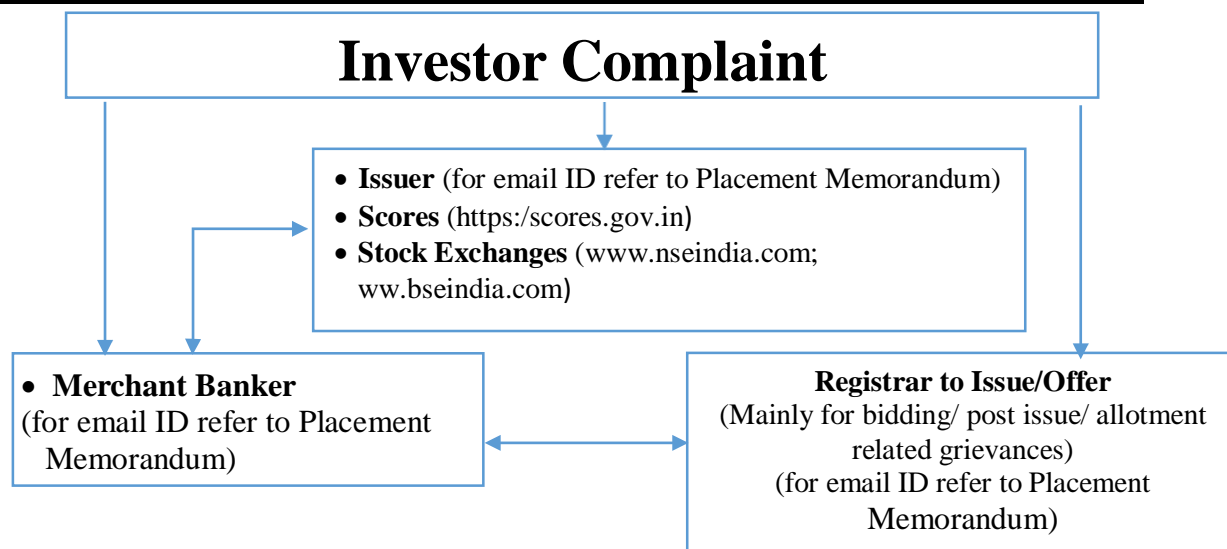 Investor Complaint
• Issuer (for email ID refer to Placement Memorandum)
• Scores (https:/scores.gov.in)
• Stock Exchanges (www.nseindia.com;
ww.bseindia.com)
• Merchant Banker
(for email ID refer to Placement
Memorandum)
Registrar to Issue/Offer
(Mainly for bidding/ post issue/ allotment
related grievances)
(for email ID refer to Placement
Memorandum)